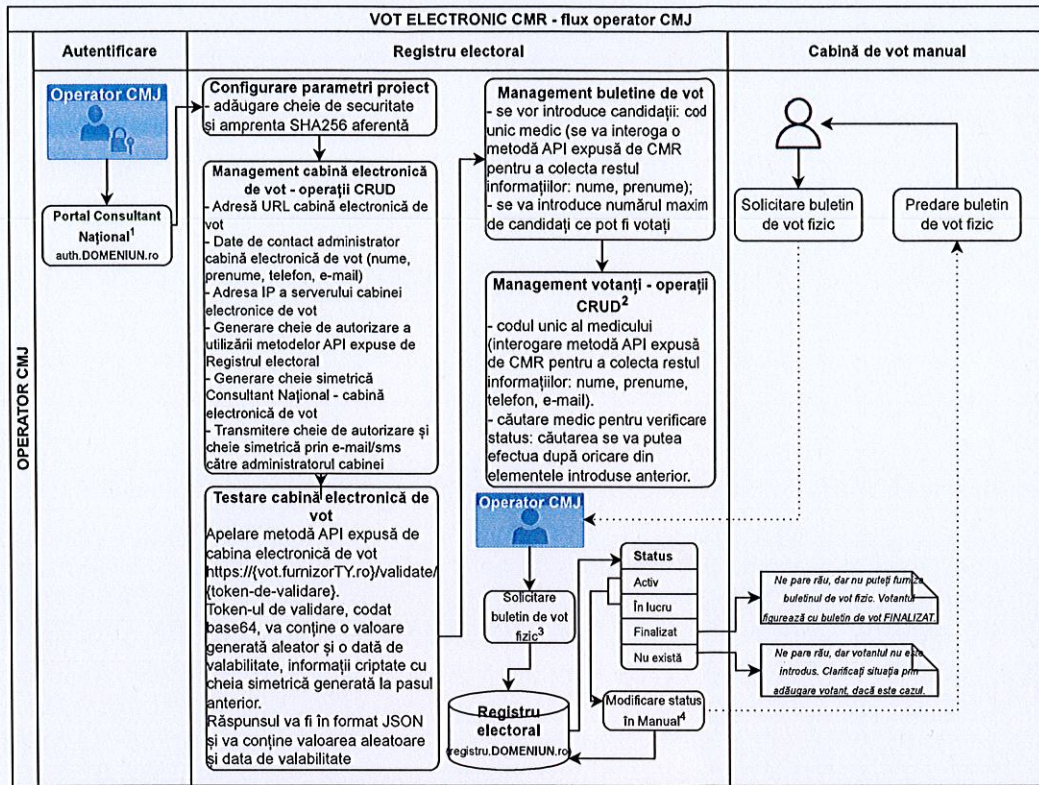 VOT ELECTRONIC CMR - flux operator CMJ
OPERATOR CMJ
Autentificare
Registru electoral
Cabină de vot manual
Operator CMJ
Portal Consultant
Național1
auth.DOMENIUN.ro
Configurare parametri proiect
- adăugare cheie de securitate
și amprenta SHA256 aferentă
Management cabină electronică
de vot - operații CRUD
- Adresă URL cabină electronică de
vot
- Date de contact administrator
cabină electronică de vot (nume,
prenume, telefon, e-mail)
- Adresa IP a serverului cabinei
electronice de vot
- Generare cheie de autorizare a
utilizării metodelor API expuse de
Registrul electoral
- Generare cheie simetrică
Consultant Național - cabină
electronică de vot
- Transmitere cheie de autorizare și
cheie simetrică prin e-mail/sms
către administratorul cabinei
Testare cabină electronică de
vot
Apelare metodă API expusă de
cabina electronică de vot
https://{vot.furnizorTY.ro}/validate/
{token-de-validare}.
Token-ul de validare, codat
base64, va conține o valoare
generată aleator și o dată de
valabilitate, informații criptate cu
cheia simetrică generată la pasul
anterior.
Răspunsul va fi în format JSON
și va conține valoarea aleatoare
și data de valabilitate
Management buletine de vot
- se vor introduce candidații: cod
unic medic (se va interoga o
metodă API expusă de CMR
pentru a colecta restul
informațiilor: nume, prenume);
- se va introduce numărul maxim
de candidați ce pot fi votați
Management votanți - operații
CRUD2
- codul unic al medicului
(interogare metodă API expusă
de CMR pentru a colecta restul
informațiilor: nume, prenume,
telefon, e-mail).
- căutare medic pentru verificare
status: căutarea se va putea
efectua după oricare din
elementele introduse anterior.
Operator CMJ
Solicitare
buletin de vot
fizic3
Registru
electoral
(registru.DOMENIUN.ro)
Status
Activ
În lucru
Finalizat
Nu există
Modificare status
în Manual4
Solicitare buletin
de vot fizic
Predare buletin
de vot fizic
Ne pare rău, dar nu puteți furniza
buletinul de vot fizic. Votantul
figurează cu buletin de vot FINALIZAT.
Ne pare rău, dar votantul nu este
introdus. Clarificați situația prin
adăugare votant, dacă este cazul.